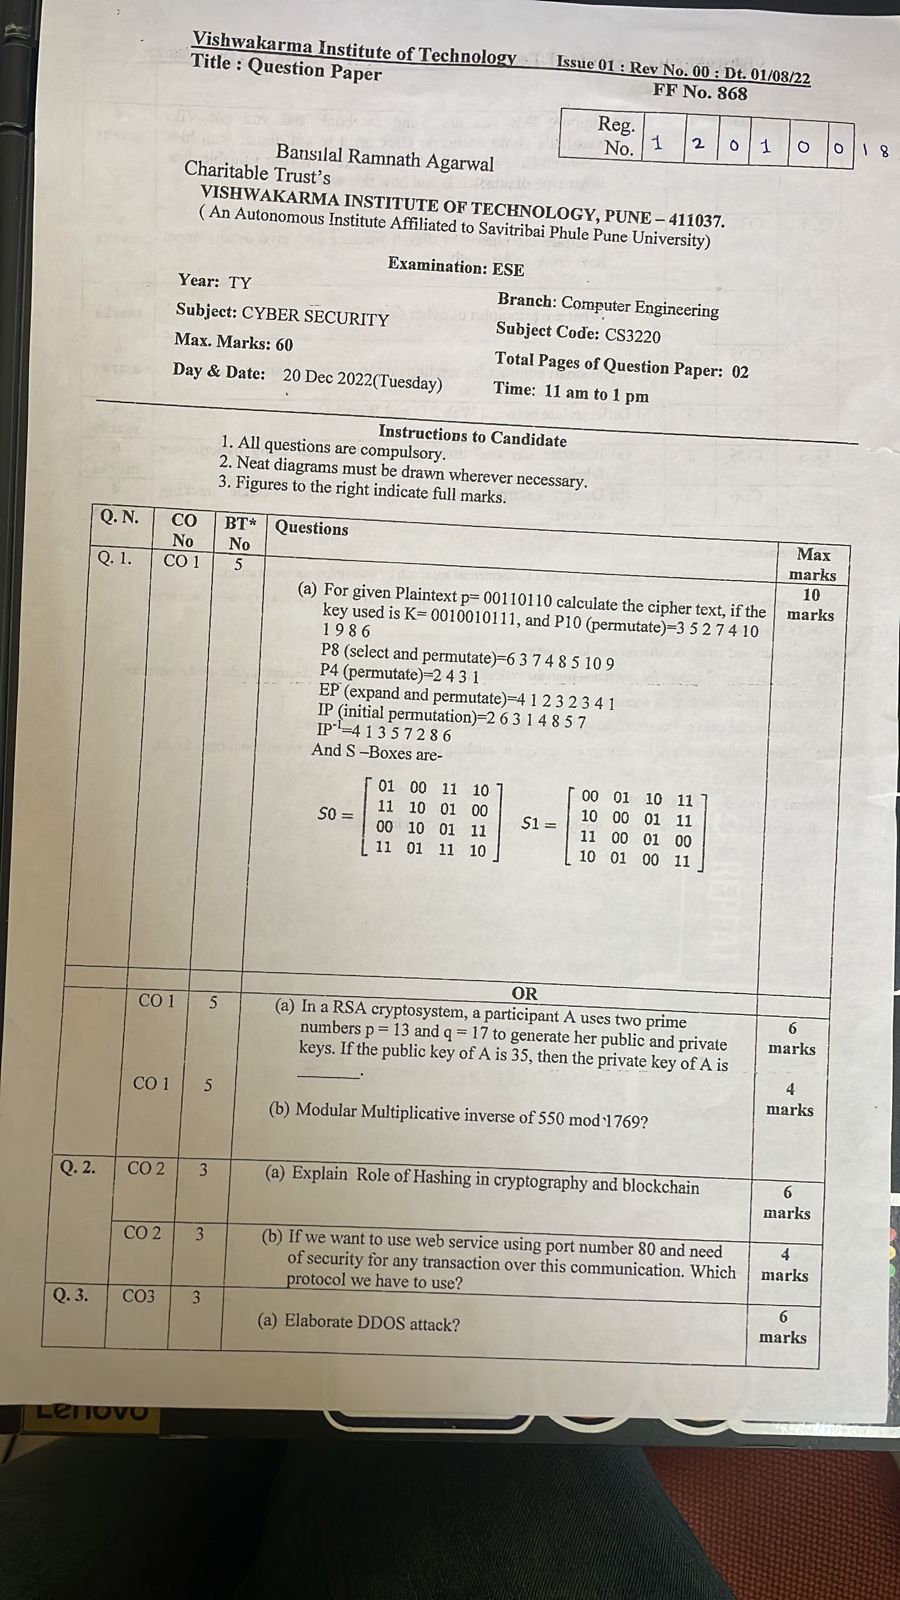 Vishwakarma Institute of Technology
Issue 01 : Rev No. 00 : Dt. 01/08/22
Title : Question Paper
FF No. 868
Reg. No. 1 2 0 1 0 0 1 8
Bansılal Ramnath Agarwal
Charitable Trust's
VISHWAKARMA INSTITUTE OF TECHNOLOGY, PUNE – 411037.
( An Autonomous Institute Affiliated to Savitribai Phule Pune University)
Examination: ESE
Year: TY
Branch: Computer Engineering
Subject: CYBER SECURITY
Subject Code: CS3220
Max. Marks: 60
Total Pages of Question Paper: 02
Day & Date: 20 Dec 2022(Tuesday)
Time: 11 am to 1 pm
Instructions to Candidate
1. All questions are compulsory.
2. Neat diagrams must be drawn wherever necessary.
3. Figures to the right indicate full marks.
Q. N. CO No BT* No Questions Max marks
Q. 1. CO 1 5 10 marks
(a) For given Plaintext p= 00110110 calculate the cipher text, if the
key used is K= 0010010111, and P10 (permutate)=3 5 2 7 4 10
1 9 8 6
P8 (select and permutate)=6 3 7 4 8 5 10 9
P4 (permutate)=2 4 3 1
EP (expand and permutate)=4 1 2 3 2 3 4 1
IP (initial permutation)=2 6 3 1 4 8 5 7
IP-1=4 1 3 5 7 2 8 6
And S –Boxes are-
S0 =
01 00 11 10
11 10 01 00
00 10 01 11
11 01 11 10
S1 =
00 01 10 11
10 00 01 11
11 00 01 00
10 01 00 11
OR
CO 1 5 (a) In a RSA cryptosystem, a participant A uses two prime
numbers p = 13 and q = 17 to generate her public and private
keys. If the public key of A is 35, then the private key of A is
_______.
6 marks
CO 1 5 (b) Modular Multiplicative inverse of 550 mod 1769?
4 marks
Q. 2. CO 2 3 (a) Explain Role of Hashing in cryptography and blockchain
6 marks
CO 2 3 (b) If we want to use web service using port number 80 and need
of security for any transaction over this communication. Which
protocol we have to use?
4 marks
Q. 3. CO3 3 (a) Elaborate DDOS attack?
6 marks
Lenovo